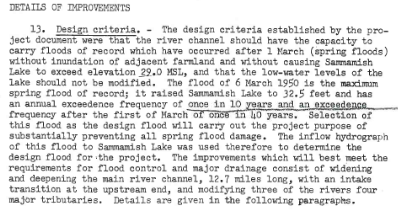 DETAILS OF IMPROVEMENTS
13. Design criteria. - The design criteria established by the pro-
ject document were that the river channel should have the capacity to
carry floods of record which have occurred after 1 March (spring floods)
without inundation of adjacent farmland and without causing Sammamish
Lake to exceed elevation 29.0 MSL, and that the low-water levels of the
lake should not be modified. The flood of 6 March 1950 is the maximum
spring flood of record; it raised Sammamish Lake to 32.5 feet and has
an annual exceedence frequency of once in 10 years and an exceedence
frequency after the first of March of once in 40 years. Selection of
this flood as the design flood will carry out the project purpose of
substantially preventing all spring flood damage. The inflow hydrograph
of this flood to Sammamish Lake was used therefore to determine the
design flood for the project. The improvements which will best meet the
requirements for flood control and major drainage consist of widening
and deepening the main river channel, 12.7 miles long, with an intake
transition at the upstream end, and modifying three of the rivers four
major tributaries. Details are given in the following paragraphs.